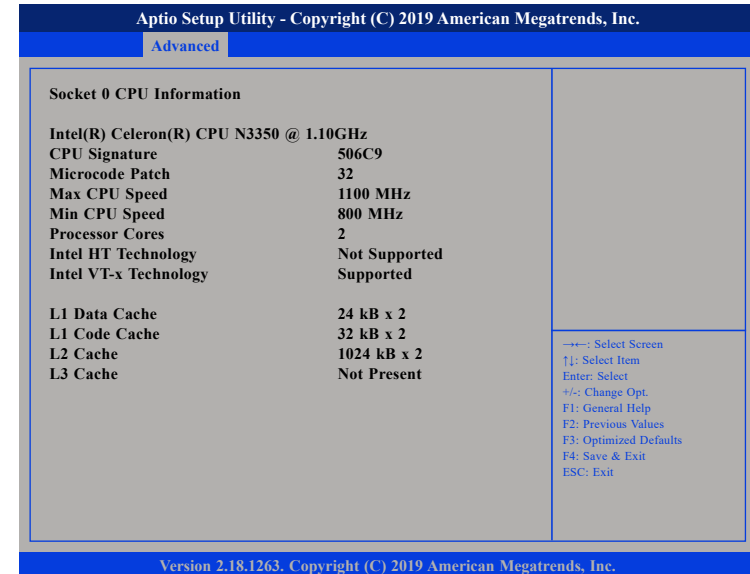 Aptio Setup Utility - Copyright (C) 2019 American Megatrends, Inc.
Advanced
Socket 0 CPU Information
Intel(R) Celeron(R) CPU N3350 @ 1.10GHz
CPU Signature 506C9
Microcode Patch 32
Max CPU Speed 1100 MHz
Min CPU Speed 800 MHz
Processor Cores 2
Intel HT Technology Not Supported
Intel VT-x Technology Supported
L1 Data Cache 24 kB x 2
L1 Code Cache 32 kB x 2
L2 Cache 1024 kB x 2
L3 Cache Not Present
→←: Select Screen
↑↓: Select Item
Enter: Select
+/-: Change Opt.
F1: General Help
F2: Previous Values
F3: Optimized Defaults
F4: Save & Exit
ESC: Exit
Version 2.18.1263. Copyright (C) 2019 American Megatrends, Inc.